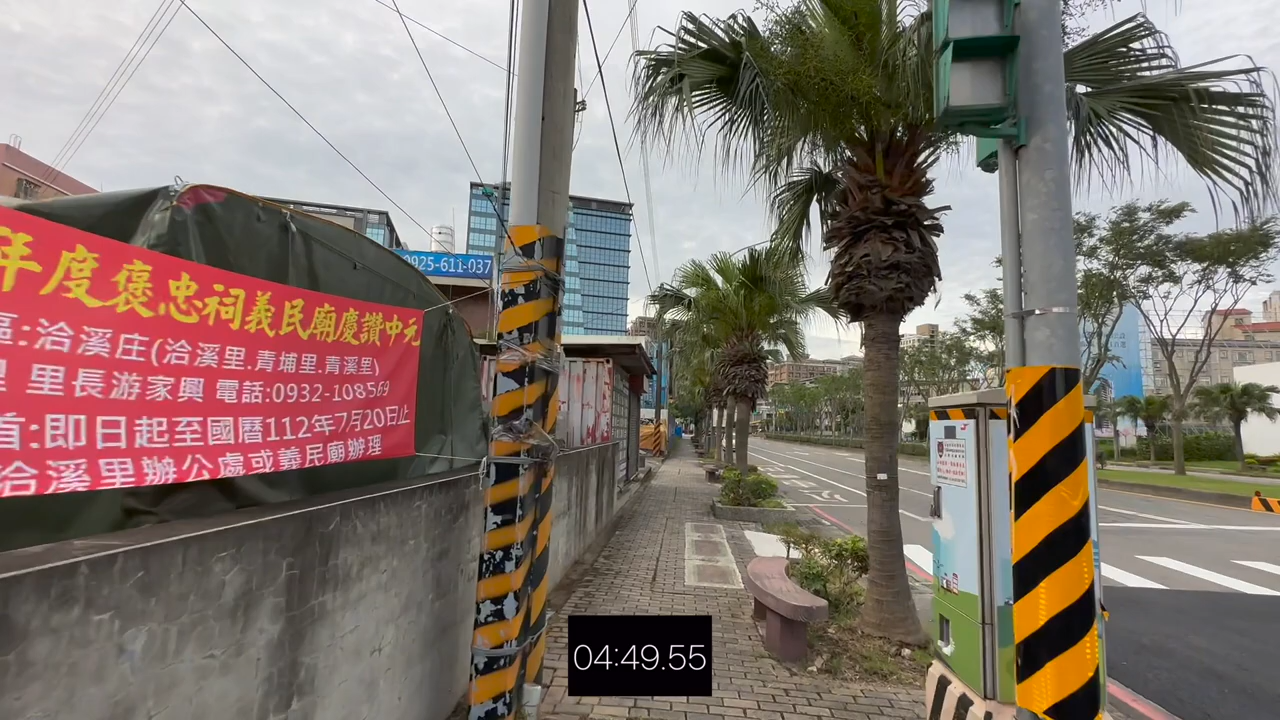 年度褒忠祠義民廟慶讚中元
區:洽溪庄(洽溪里.青埔里.青溪里)
里長游家興 電話:0932-108569
首:即日起至國曆112年7月20日止
洽溪里辦公處或義民廟辦理
0925-611-037
04:49.55